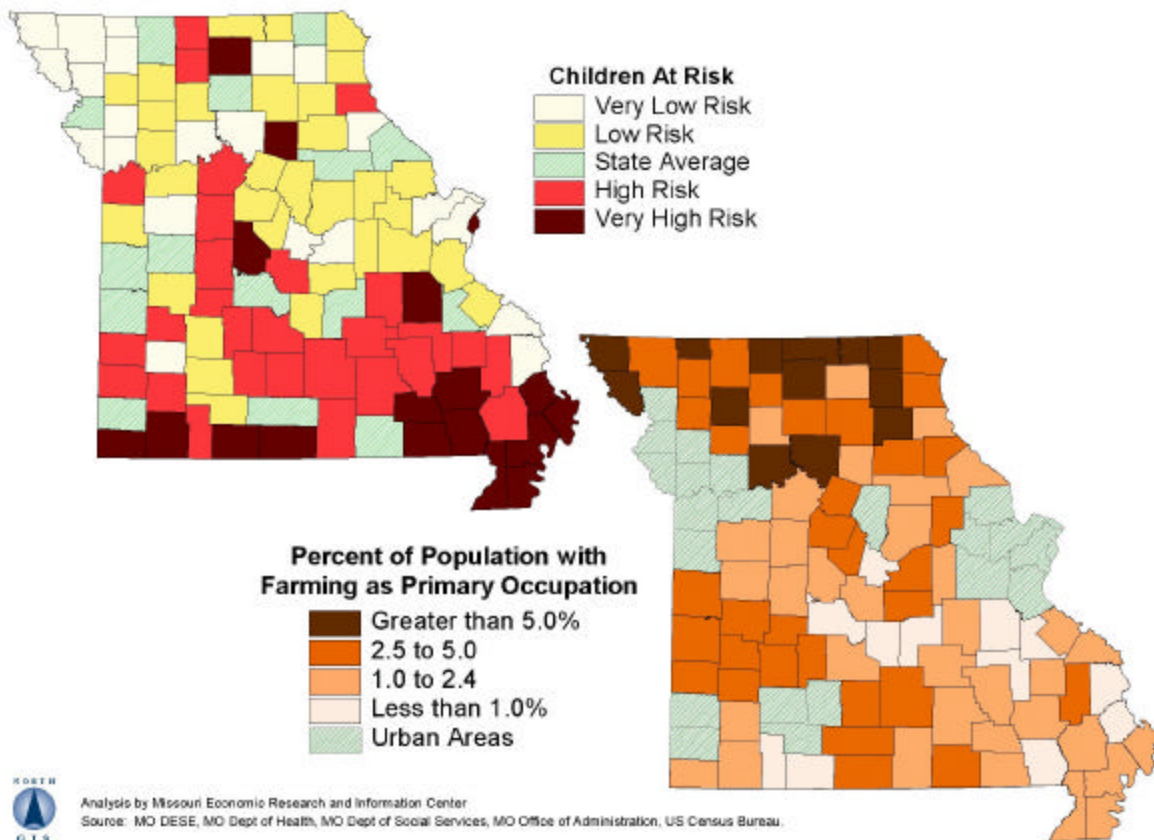 Children At Risk
Very Low Risk
Low Risk
State Average
High Risk
Very High Risk
Percent of Population with
Farming as Primary Occupation
Greater than 5.0%
2.5 to 5.0
1.0 to 2.4
Less than 1.0%
Urban Areas
NORTH
GIS
Analysis by Missouri Economic Research and Information Center
Source: MO DESE, MO Dept of Health, MO Dept of Social Services, MO Office of Administration, US Census Bureau.